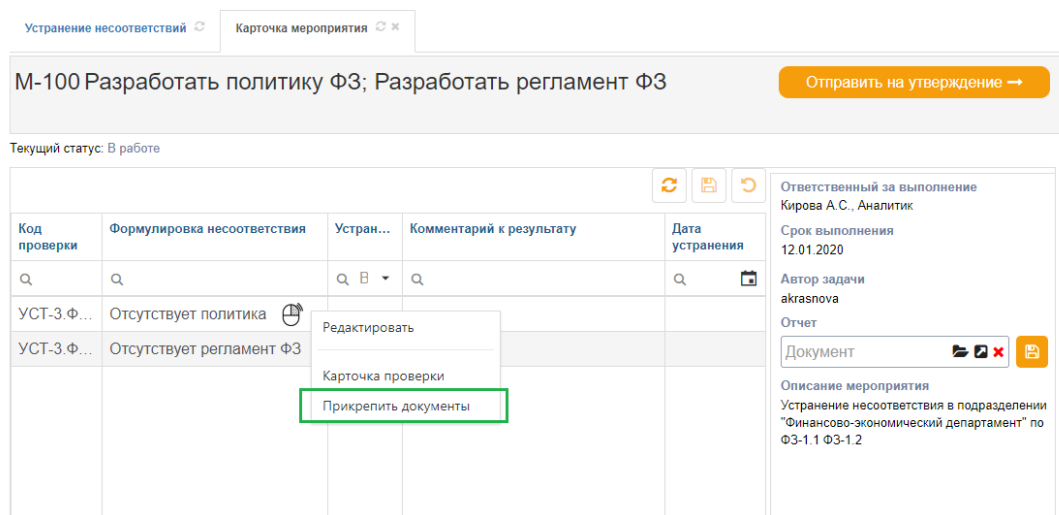 Устранение несоответствий
Карточка мероприятия
М-100 Разработать политику ФЗ; Разработать регламент ФЗ
Отправить на утверждение →
Текущий статус: В работе
Код проверки
Формулировка несоответствия
Устран...
Комментарий к результату
Дата устранения
В
УСТ-3.Ф...
Отсутствует политика
УСТ-3.Ф...
Отсутствует регламент ФЗ
Редактировать
Карточка проверки
Прикрепить документы
Ответственный за выполнение
Кирова А.С., Аналитик
Срок выполнения
12.01.2020
Автор задачи
akrasnova
Отчет
Документ
Описание мероприятия
Устранение несоответствия в подразделении
"Финансово-экономический департамент" по
ФЗ-1.1 ФЗ-1.2